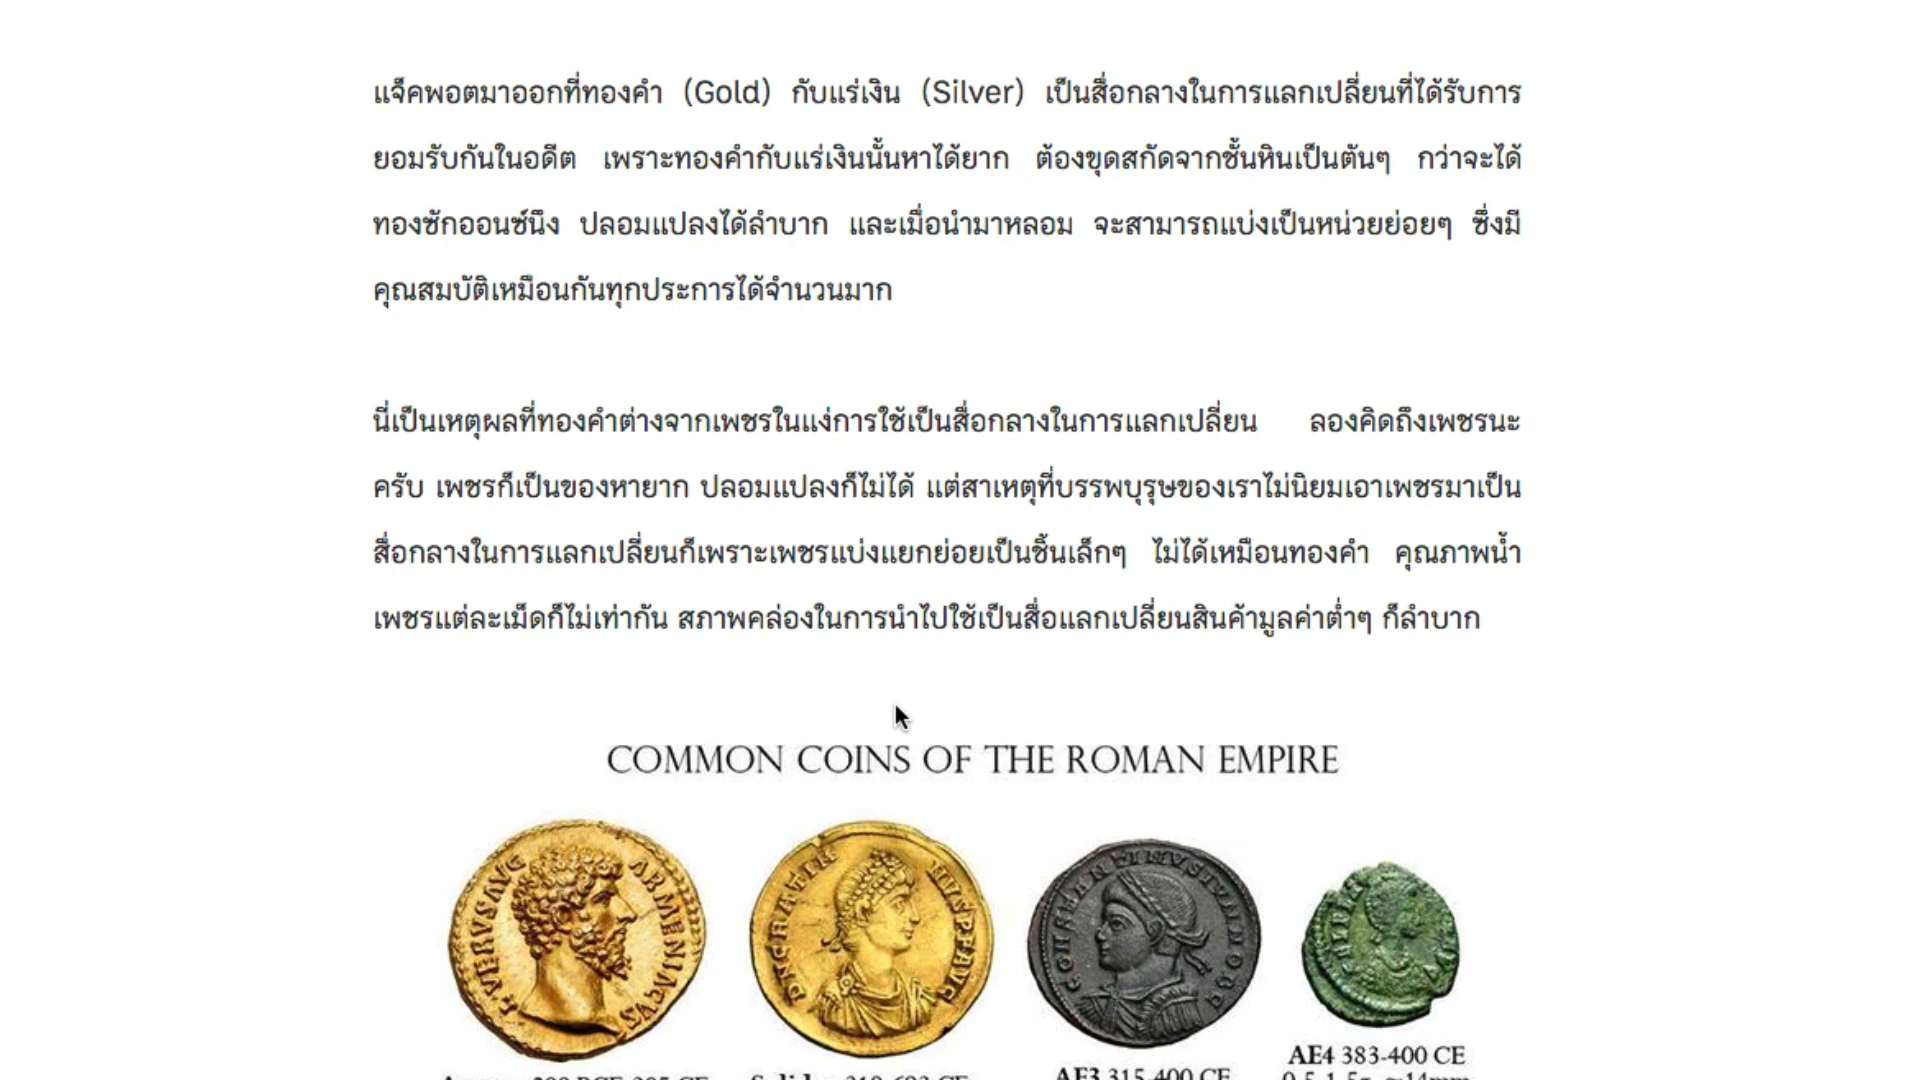 แจ็คพอตมาออกที่ทองคำ (Gold) กับแร่เงิน (Silver) เป็นสื่อกลางในการแลกเปลี่ยนที่ได้รับการ
ยอมรับกันในอดีต เพราะทองคำกับแร่เงินนั้นหาได้ยาก ต้องขุดสกัดจากชั้นหินเป็นตันๆ กว่าจะได้
ทองซักออนซ์นึง ปลอมแปลงได้ลำบาก และเมื่อนำมาหลอม จะสามารถแบ่งเป็นหน่วยย่อยๆ ซึ่งมี
คุณสมบัติเหมือนกันทุกประการได้จำนวนมาก
นี่เป็นเหตุผลที่ทองคำต่างจากเพชรในแง่การใช้เป็นสื่อกลางในการแลกเปลี่ยน ลองคิดถึงเพชรนะ
ครับ เพชรก็เป็นของหายาก ปลอมแปลงก็ไม่ได้ แต่สาเหตุที่บรรพบุรุษของเราไม่นิยมเอาเพชรมาเป็น
สื่อกลางในการแลกเปลี่ยนก็เพราะเพชรแบ่งแยกย่อยเป็นชิ้นเล็กๆ ไม่ได้เหมือนทองคำ คุณภาพน้ำ
เพชรแต่ละเม็ดก็ไม่เท่ากัน สภาพคล่องในการนำไปใช้เป็นสื่อแลกเปลี่ยนสินค้ามูลค่าต่ำๆ ก็ลำบาก
COMMON COINS OF THE ROMAN EMPIRE
L·VERVSAVG ARMENIACVS
DNGRATIA NVSPFAVG
CONSTANTINVSIVNNOBC
AE3 315-400 CE
AE4 383-400 CE